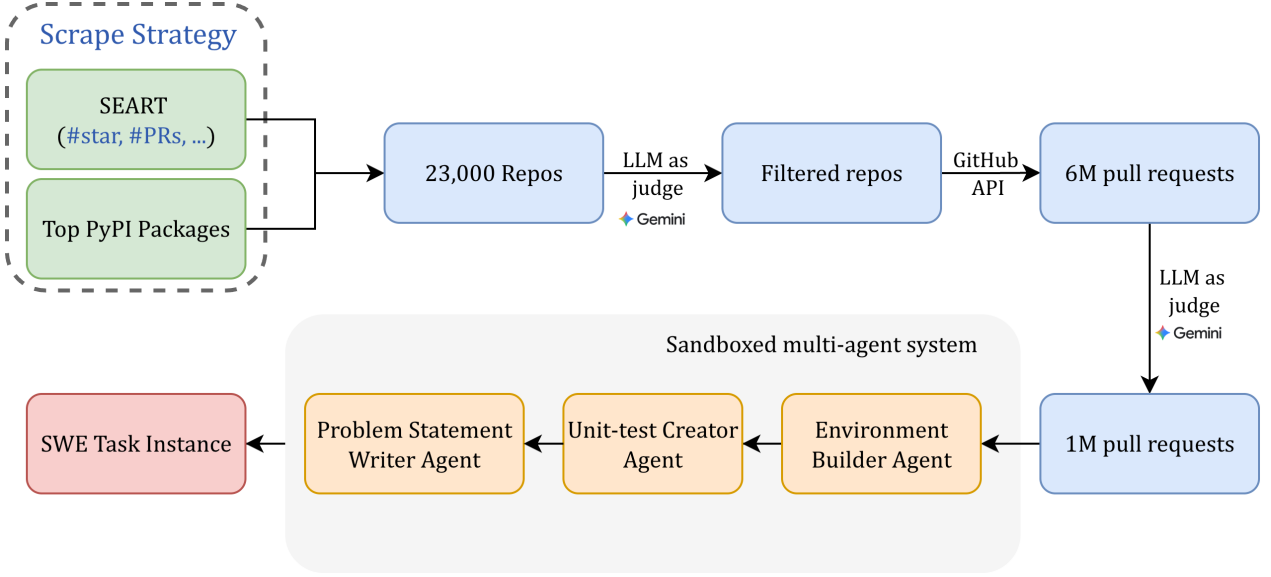 Scrape Strategy
SEART
(#star, #PRs, ...)
Top PyPI Packages
23,000 Repos
LLM as
judge
Gemini
Filtered repos
GitHub
API
6M pull requests
LLM as
judge
Gemini
Sandboxed multi-agent system
SWE Task Instance
Problem Statement
Writer Agent
Unit-test Creator
Agent
Environment
Builder Agent
1M pull requests